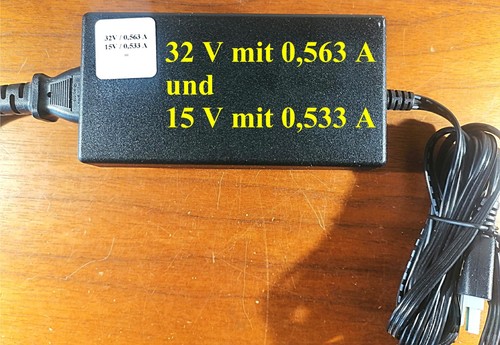 32V / 0,563 A
15V / 0,533 A
32 V mit 0,563 A
und
15 V mit 0,533 A